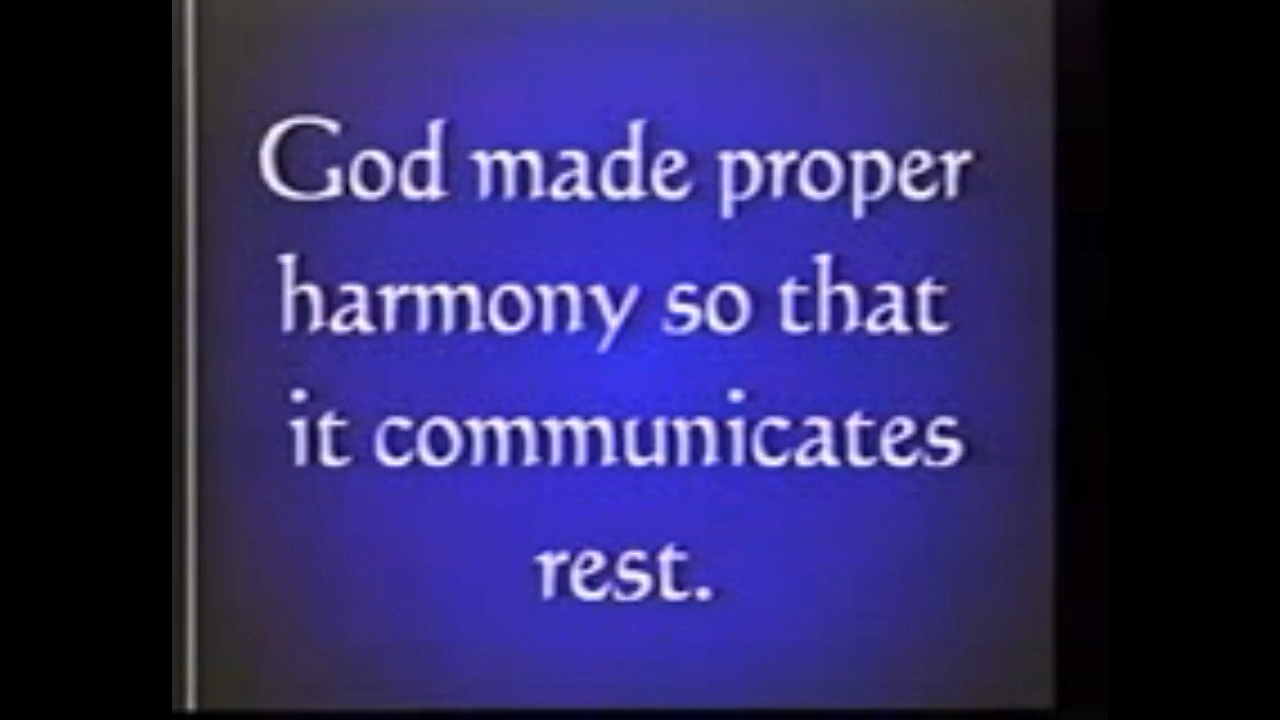 God made proper
harmony so that
it communicates
rest.